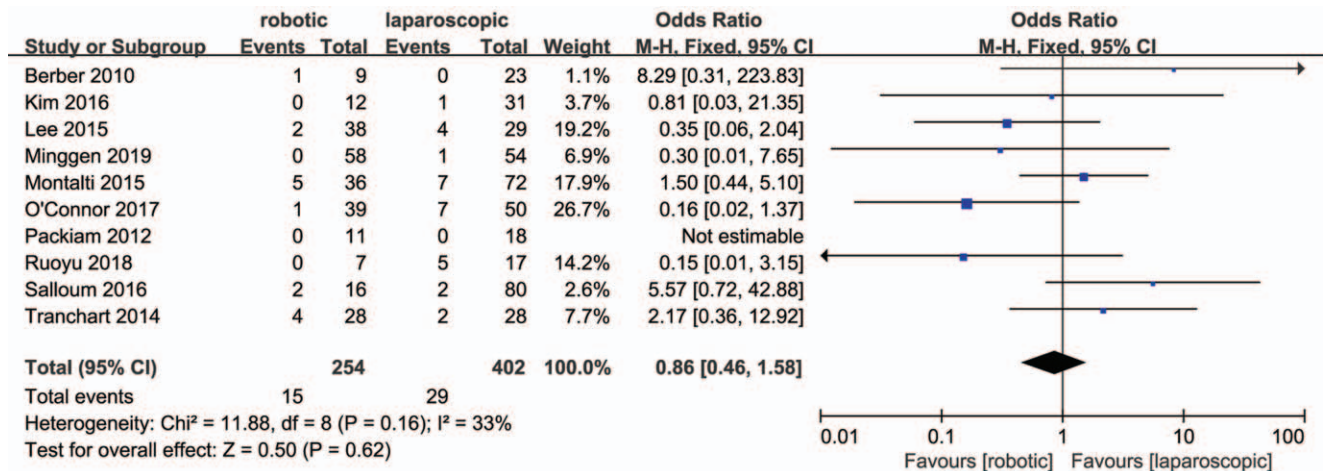 robotic laparoscopic Odds Ratio Odds Ratio
Study or Subgroup Events Total Events Total Weight M-H. Fixed. 95% CI M-H. Fixed. 95% CI
Berber 2010 1 9 0 23 1.1% 8.29 [0.31, 223.83]
Kim 2016 0 12 1 31 3.7% 0.81 [0.03, 21.35]
Lee 2015 2 38 4 29 19.2% 0.35 [0.06, 2.04]
Minggen 2019 0 58 1 54 6.9% 0.30 [0.01, 7.65]
Montalti 2015 5 36 7 72 17.9% 1.50 [0.44, 5.10]
O'Connor 2017 1 39 7 50 26.7% 0.16 [0.02, 1.37]
Packiam 2012 0 11 0 18 Not estimable
Ruoyu 2018 0 7 5 17 14.2% 0.15 [0.01, 3.15]
Salloum 2016 2 16 2 80 2.6% 5.57 [0.72, 42.88]
Tranchart 2014 4 28 2 28 7.7% 2.17 [0.36, 12.92]
Total (95% CI) 254 402 100.0% 0.86 [0.46, 1.58]
Total events 15 29
Heterogeneity: Chi² = 11.88, df = 8 (P = 0.16); I² = 33%
Test for overall effect: Z = 0.50 (P = 0.62)
0.01 0.1 1 10 100
Favours [robotic] Favours [laparoscopic]